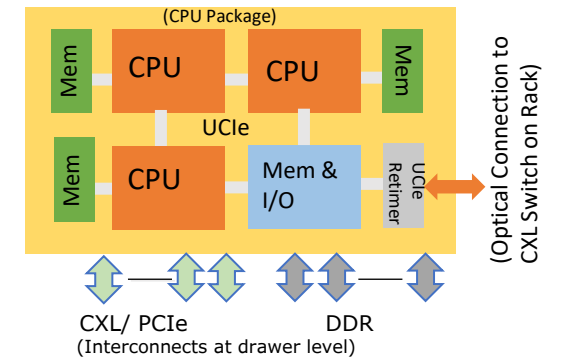 (CPU Package)
Mem
CPU
CPU
Mem
UCIe
Mem
CPU
Mem &
I/O
UCIe
Retimer
(Optical Connection to
CXL Switch on Rack)
CXL/ PCIe
DDR
(Interconnects at drawer level)